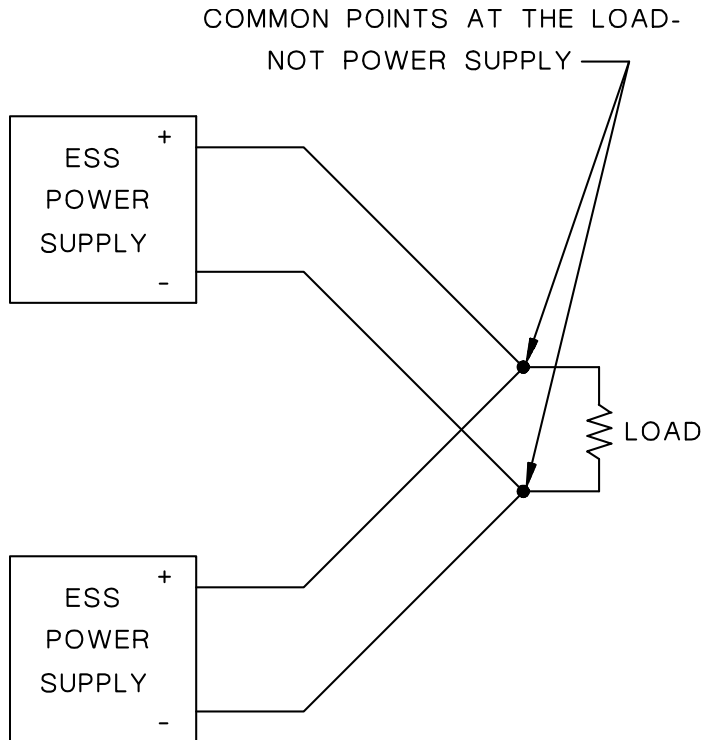 COMMON POINTS AT THE LOAD-
NOT POWER SUPPLY
+
ESS
POWER
SUPPLY
-
LOAD
+
ESS
POWER
SUPPLY
-